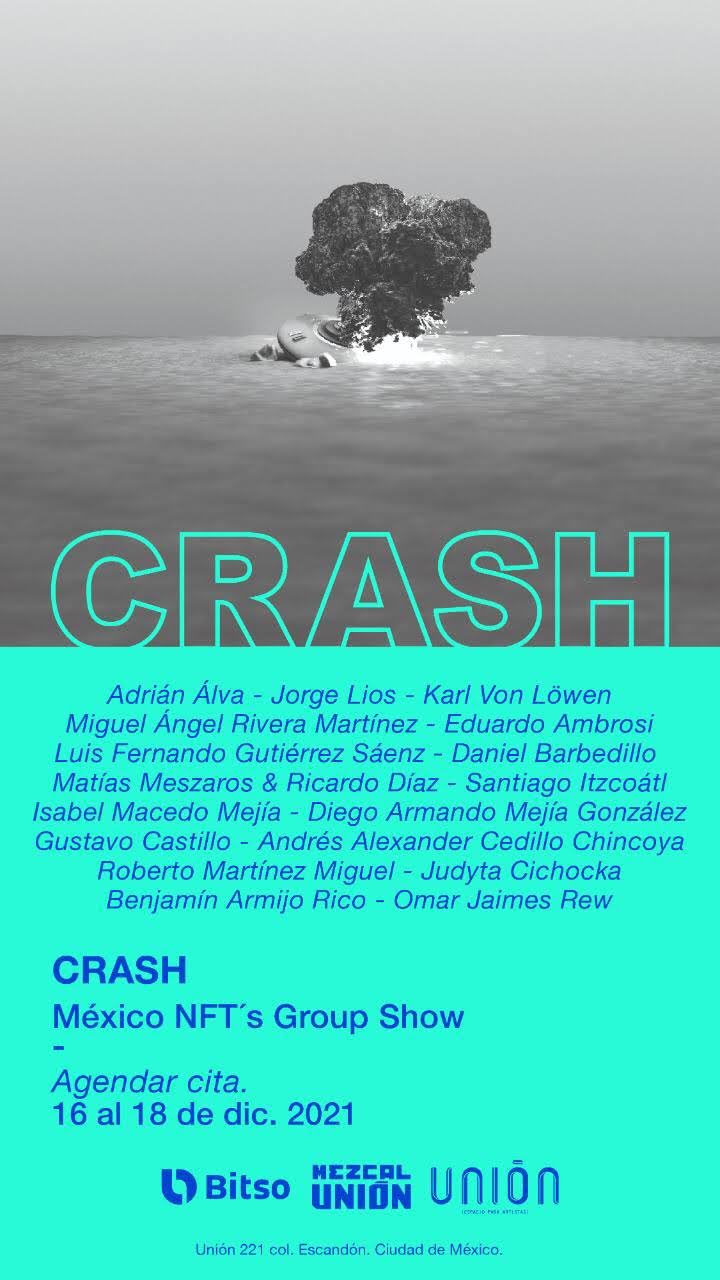 CRASH
Adrián Álva - Jorge Lios - Karl Von Löwen
Miguel Ángel Rivera Martínez - Eduardo Ambrosi
Luis Fernando Gutiérrez Sáenz - Daniel Barbedillo
Matías Meszaros & Ricardo Díaz - Santiago Itzcoátl
Isabel Macedo Mejía - Diego Armando Mejía González
Gustavo Castillo - Andrés Alexander Cedillo Chincoya
Roberto Martínez Miguel - Judyta Cichocka
Benjamín Armijo Rico - Omar Jaimes Rew
CRASH
México NFT´s Group Show
-
Agendar cita.
16 al 18 de dic. 2021
Bitso
MEZCAL
UNIÓN
UNIÓN
(ESPACIO PARA ARTISTAS)
Unión 221 col. Escandón. Ciudad de México.